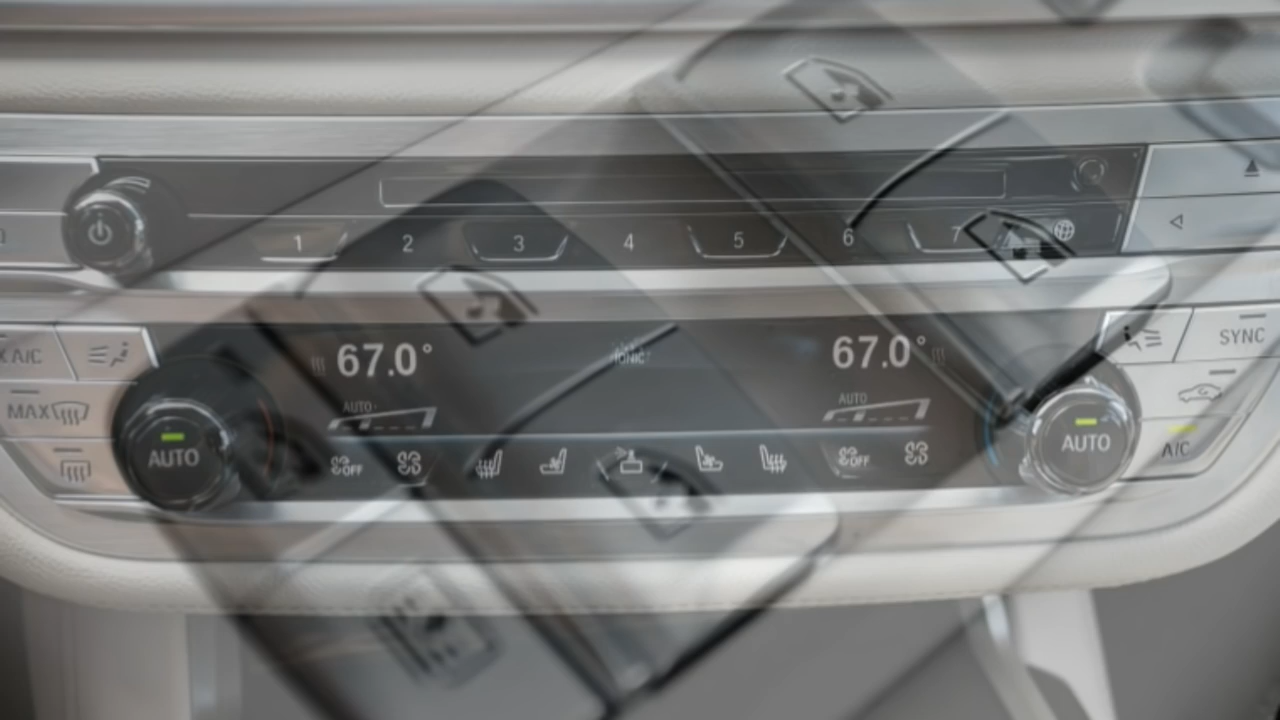 1 2 3 4 5 6 7
67.0° IONIC 67.0°
A/C SYNC
AUTO AUTO
MAX
AUTO AUTO A/C
OFF OFF